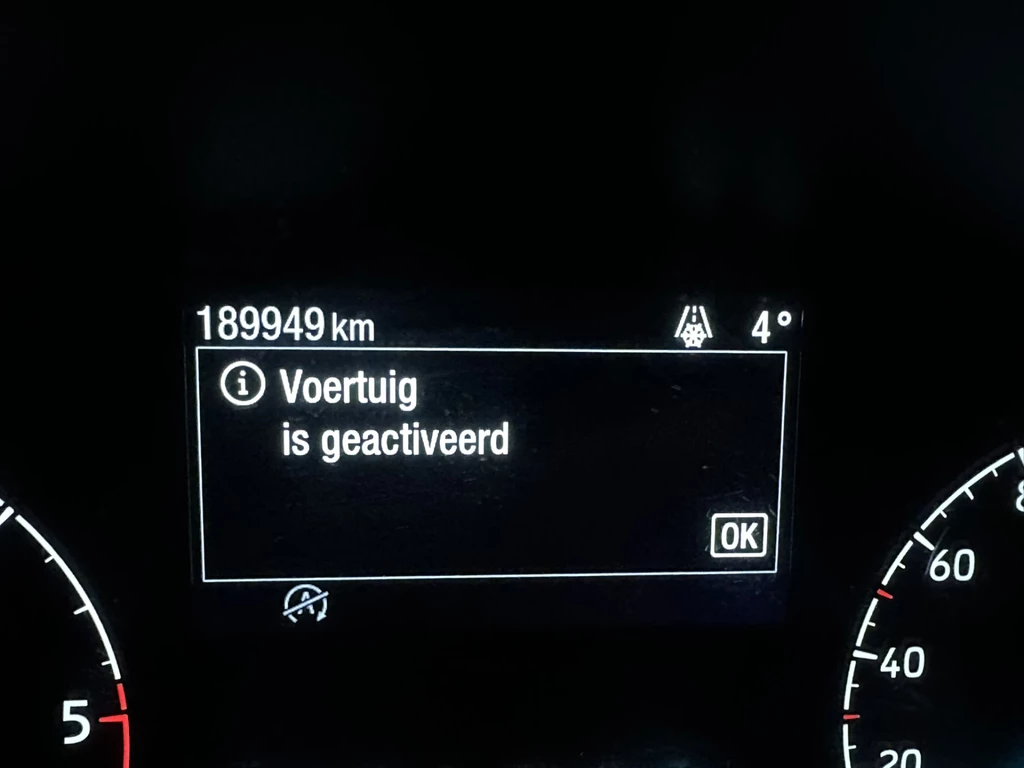 189949 km 4°
i Voertuig
is geactiveerd
OK
A
5
60
40
20